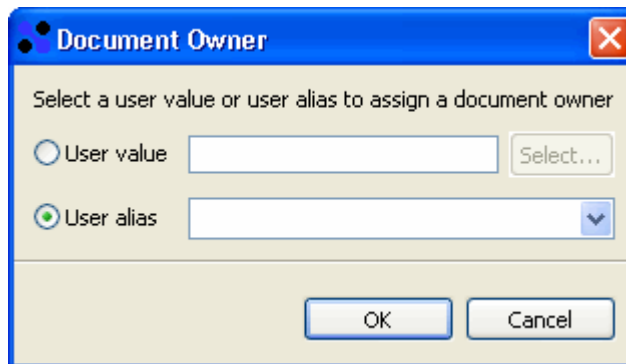 Document Owner
Select a user value or user alias to assign a document owner
User value Select...
User alias
OK Cancel